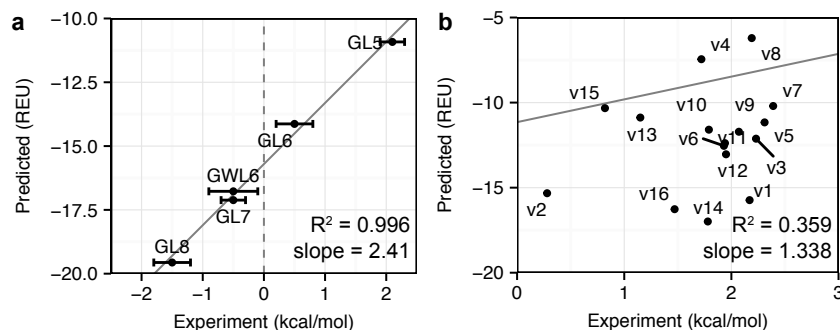 a
Predicted (REU)
−10.0
−12.5
−15.0
−17.5
−20.0
GL5
GL6
GWL6
GL7
GL8
R² = 0.996
slope = 2.41
−2
−1
0
1
2
Experiment (kcal/mol)
b
Predicted (REU)
−5
−10
−15
−20
v4
v8
v15
v7
v10
v9
v13
v6
v11
v5
v12
v3
v2
v16
v14
v1
R² = 0.359
slope = 1.338
0
1
2
3
Experiment (kcal/mol)